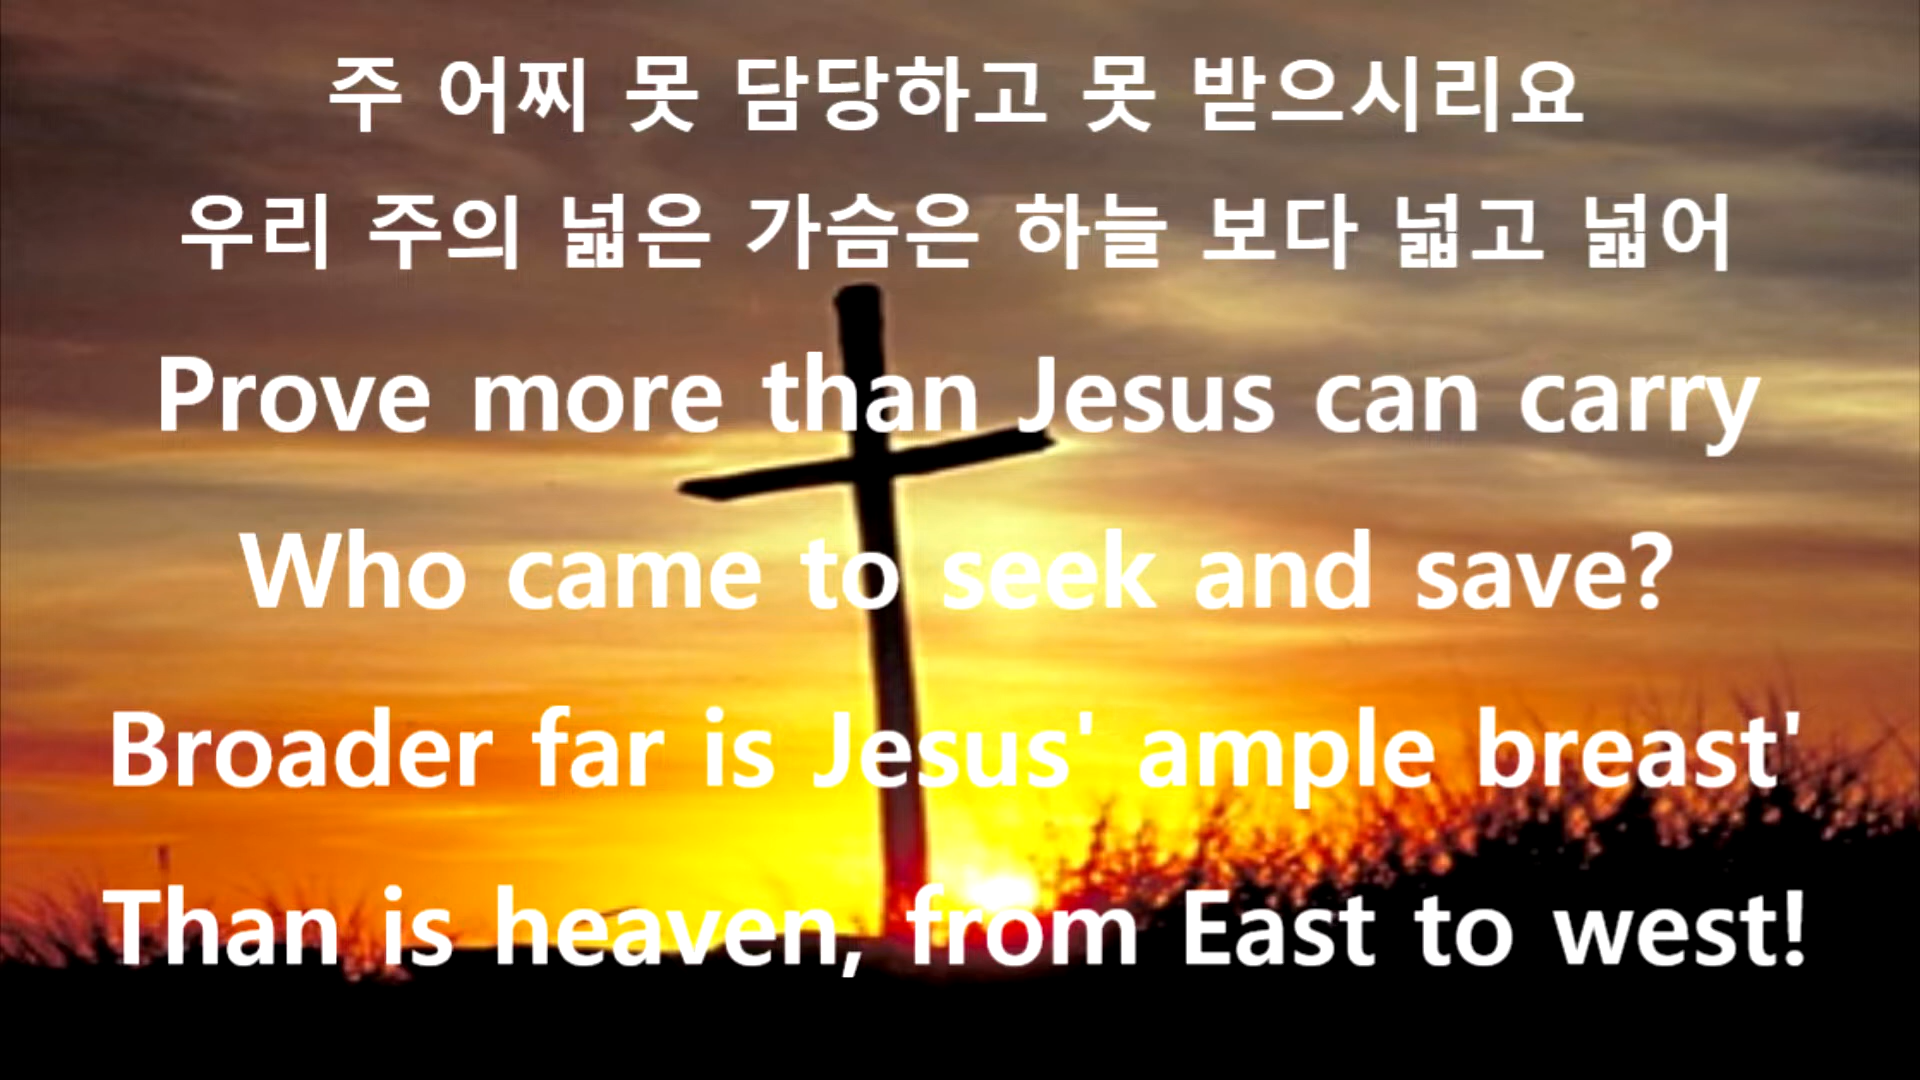 주 어찌 못 담당하고 못 받으시리요
우리 주의 넓은 가슴은 하늘 보다 넓고 넓어
Prove more than Jesus can carry
Who came to seek and save?
Broader far is Jesus' ample breast'
Than is heaven, from East to west!